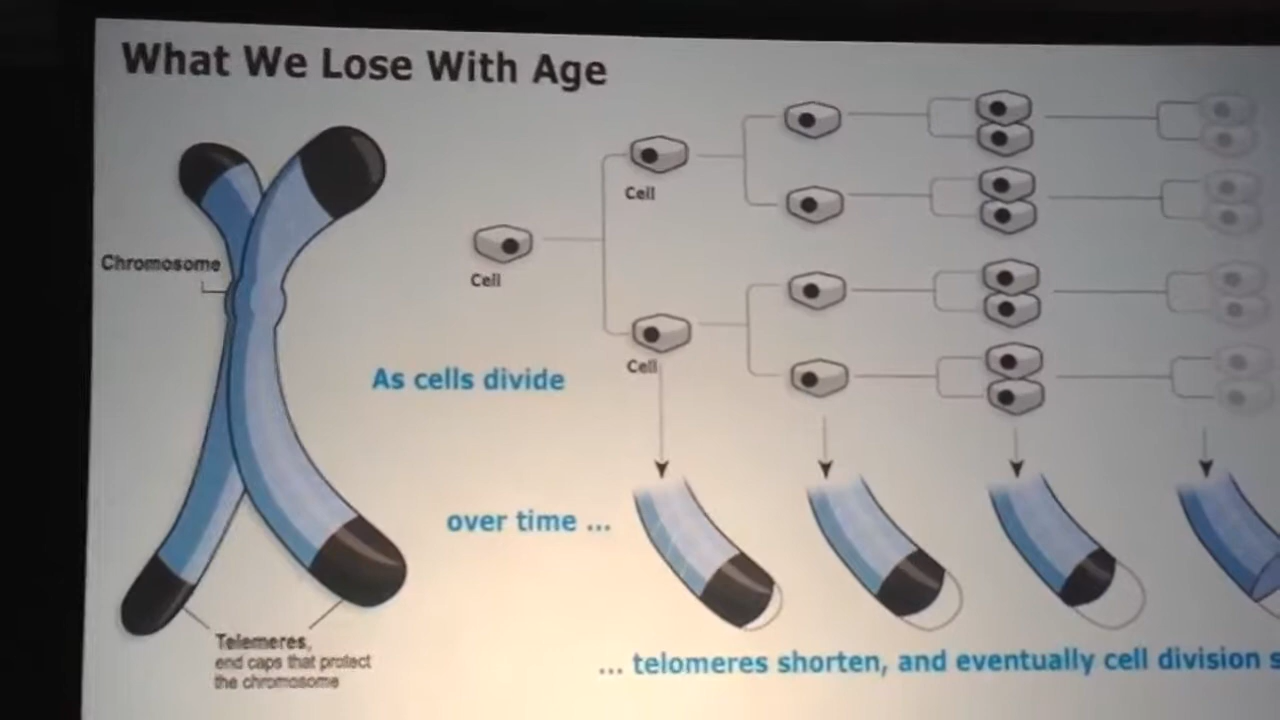 What We Lose With Age
Cell
Chromosome
Cell
Cell
As cells divide
over time ...
Telemeres,
end caps that protect
the chromosome
... telomeres shorten, and eventually cell division s